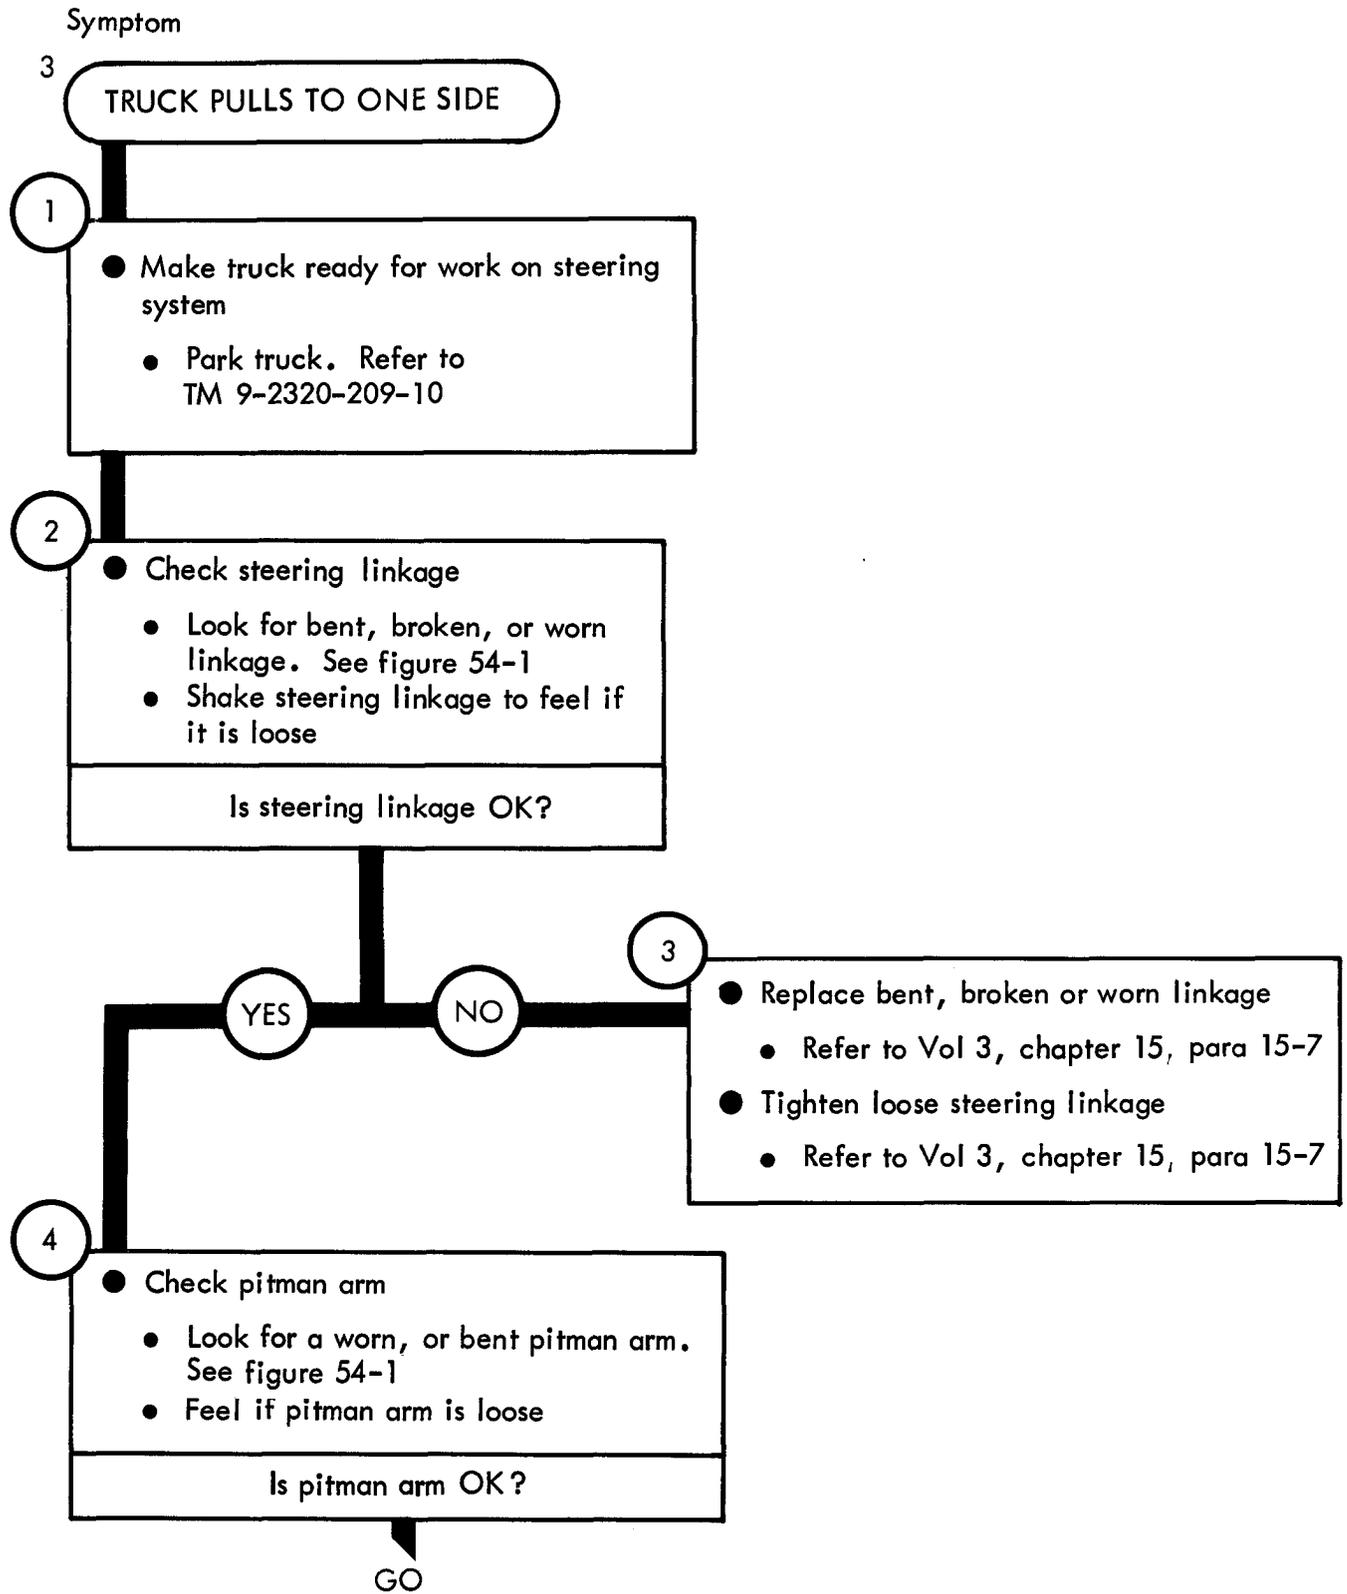 Symptom
3
TRUCK PULLS TO ONE SIDE
1
● Make truck ready for work on steering
system
● Park truck. Refer to
TM 9-2320-209-10
2
● Check steering linkage
● Look for bent, broken, or worn
linkage. See figure 54-1
● Shake steering linkage to feel if
it is loose
Is steering linkage OK?
YES
NO
3
● Replace bent, broken or worn linkage
● Refer to Vol 3, chapter 15, para 15-7
● Tighten loose steering linkage
● Refer to Vol 3, chapter 15, para 15-7
4
● Check pitman arm
● Look for a worn, or bent pitman arm.
See figure 54-1
● Feel if pitman arm is loose
Is pitman arm OK?
GO